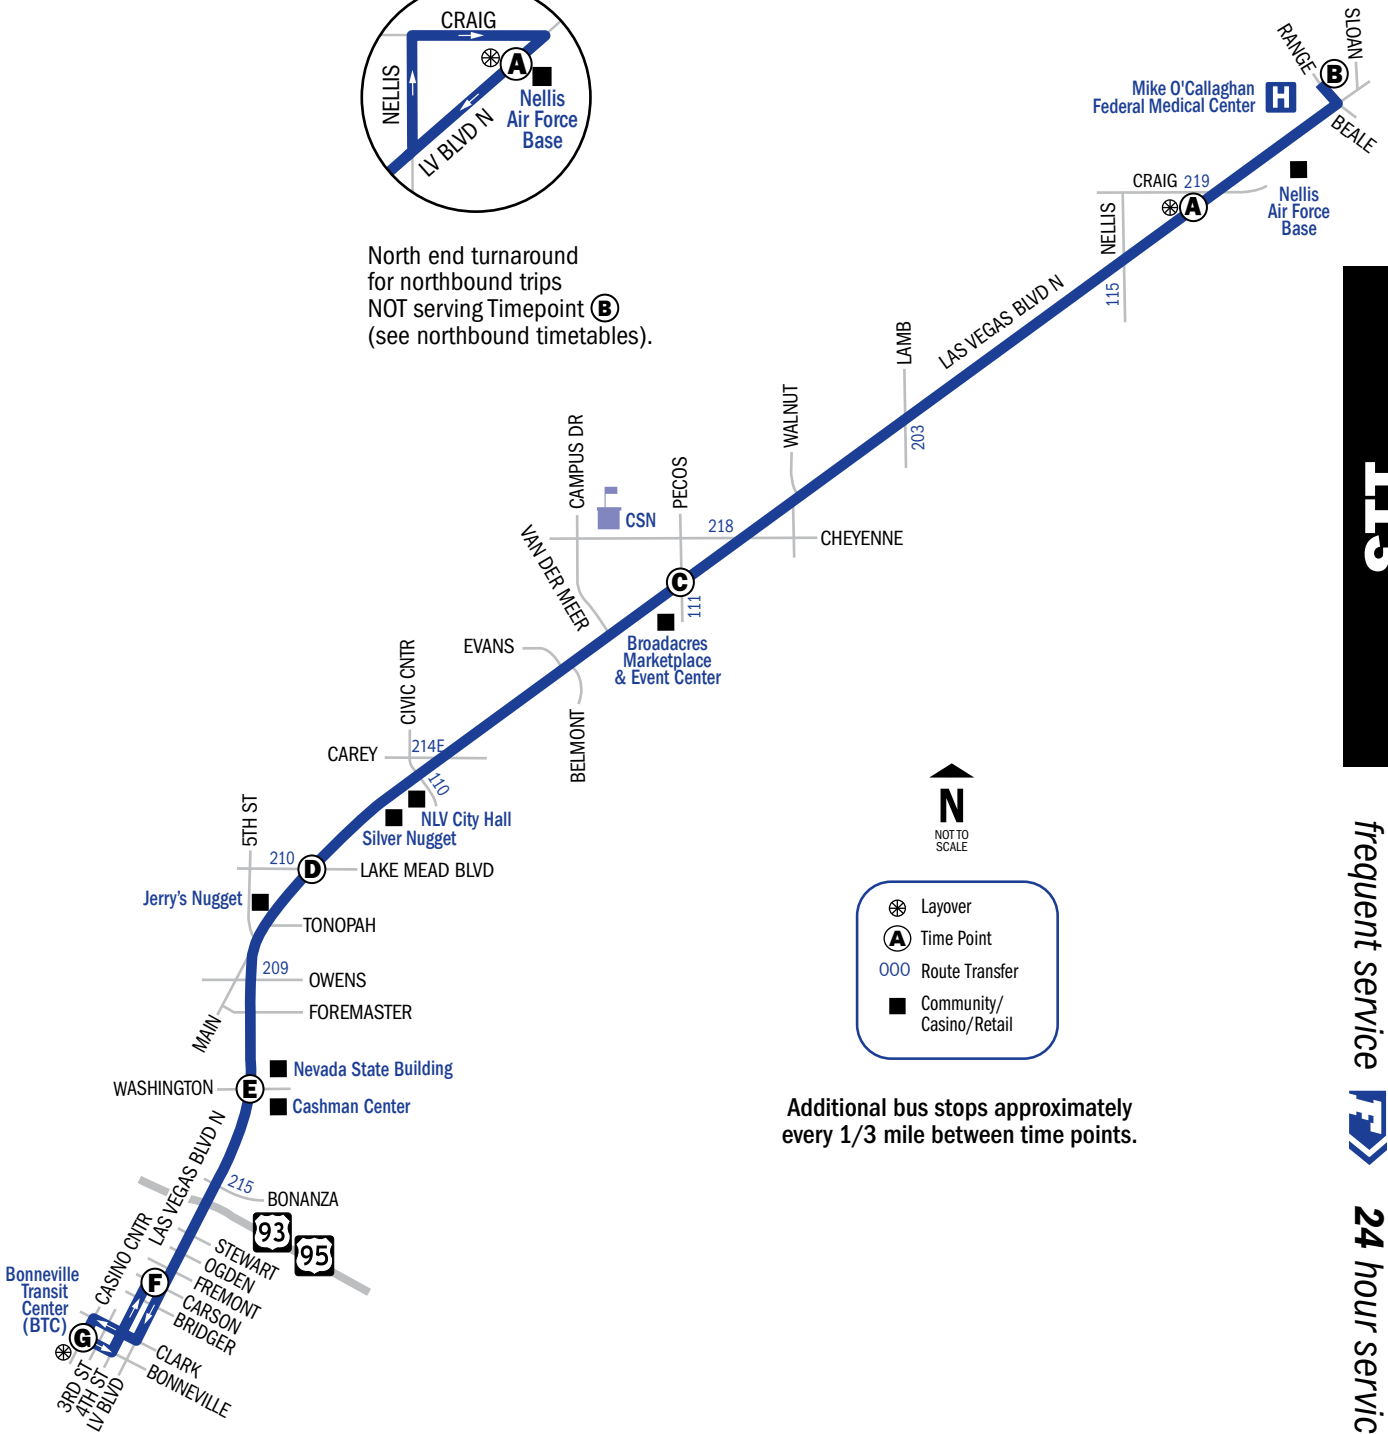 CRAIG
NELLIS
LV BLVD N
A
Nellis
Air Force
Base
North end turnaround
for northbound trips
NOT serving Timepoint B
(see northbound timetables).
SLOAN
RANGE
B
Mike O'Callaghan
Federal Medical Center
H
BEALE
CRAIG 219
A
Nellis
Air Force
Base
NELLIS
115
LAS VEGAS BLVD N
LAMB
203
WALNUT
CAMPUS DR
PECOS
CSN
218
CHEYENNE
VAN DER MEER
C
111
Broadacres
Marketplace
& Event Center
EVANS
BELMONT
CIVIC CNTR
CAREY
214E
110
NLV City Hall
Silver Nugget
5TH ST
210
D
LAKE MEAD BLVD
Jerry's Nugget
TONOPAH
209
OWENS
FOREMASTER
MAIN
Nevada State Building
WASHINGTON
E
Cashman Center
LAS VEGAS BLVD N
215
BONANZA
93
95
STEWART
OGDEN
FREMONT
CARSON
BRIDGER
CASINO CNTR
F
Bonneville
Transit
Center
(BTC)
G
CLARK
BONNEVILLE
3RD ST
4TH ST
LV BLVD
N
NOT TO
SCALE
Layover
A Time Point
000 Route Transfer
Community/
Casino/Retail
Additional bus stops approximately
every 1/3 mile between time points.
frequent service
24 hour servic